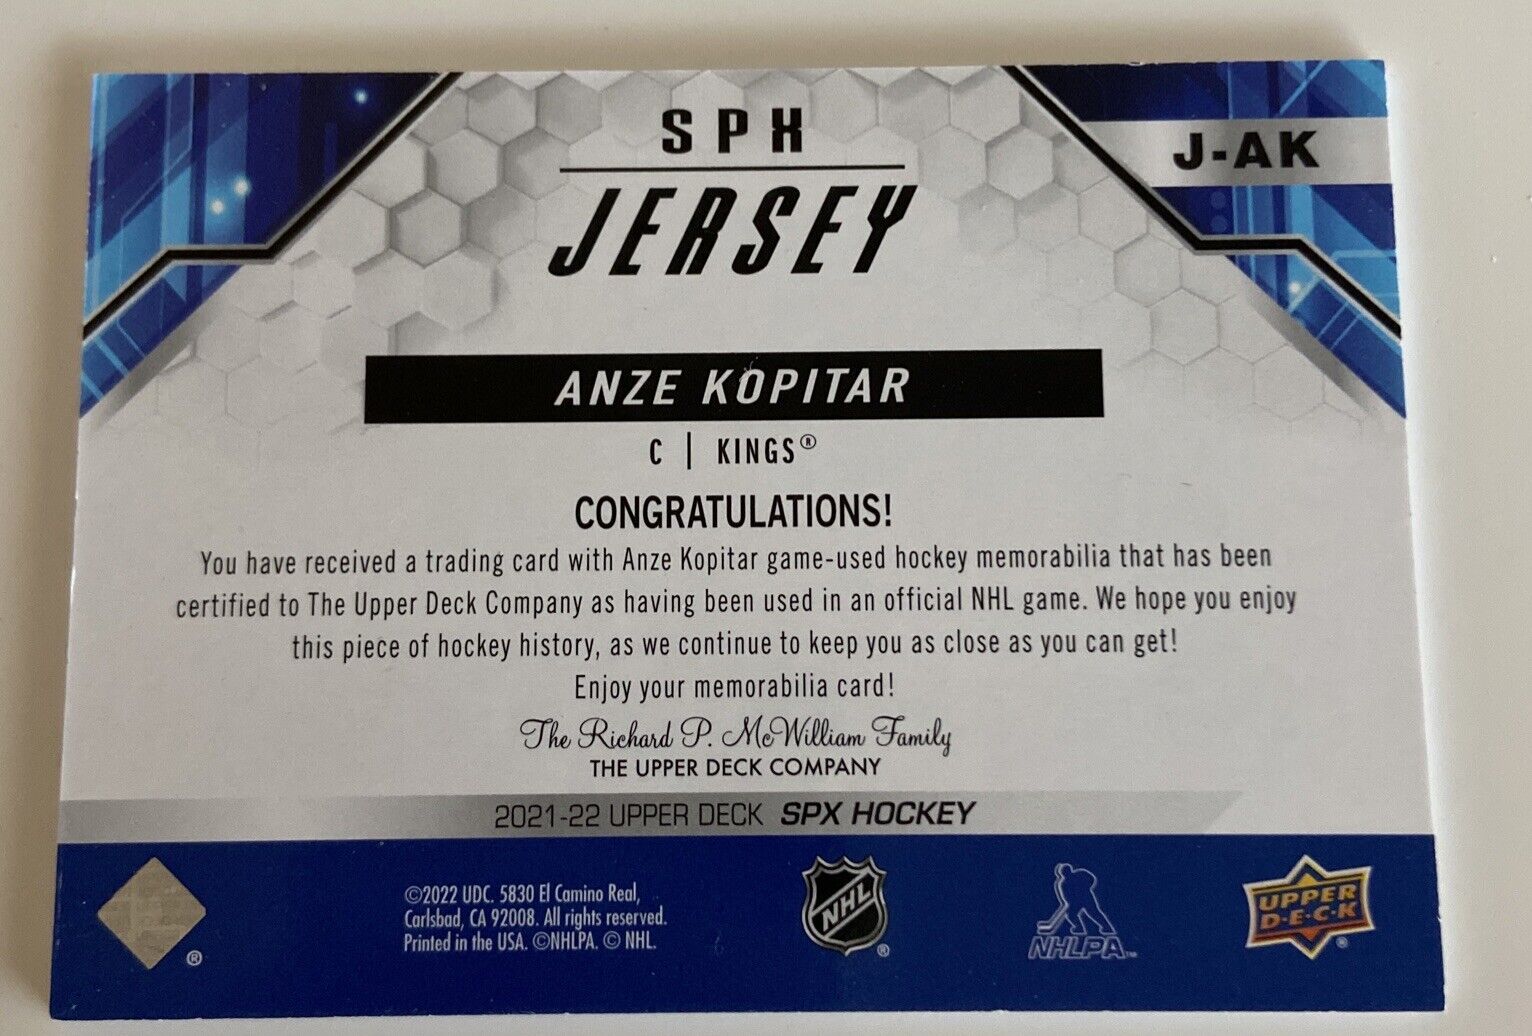 SPX
JERSEY
J-AK
ANZE KOPITAR
C | KINGS®
CONGRATULATIONS!
You have received a trading card with Anze Kopitar game-used hockey memorabilia that has been
certified to The Upper Deck Company as having been used in an official NHL game. We hope you enjoy
this piece of hockey history, as we continue to keep you as close as you can get!
Enjoy your memorabilia card!
The Richard P. McWilliam Family
THE UPPER DECK COMPANY
2021-22 UPPER DECK SPX HOCKEY
©2022 UDC. 5830 El Camino Real,
Carlsbad, CA 92008. All rights reserved.
Printed in the USA. ©NHLPA. © NHL.
®
NHL
®
NHLPA™
UPPER
D·E·C·K
®